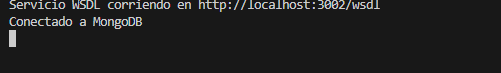 Servicio WSDL corriendo en http://localhost:3002/wsdl
Conectado a MongoDB